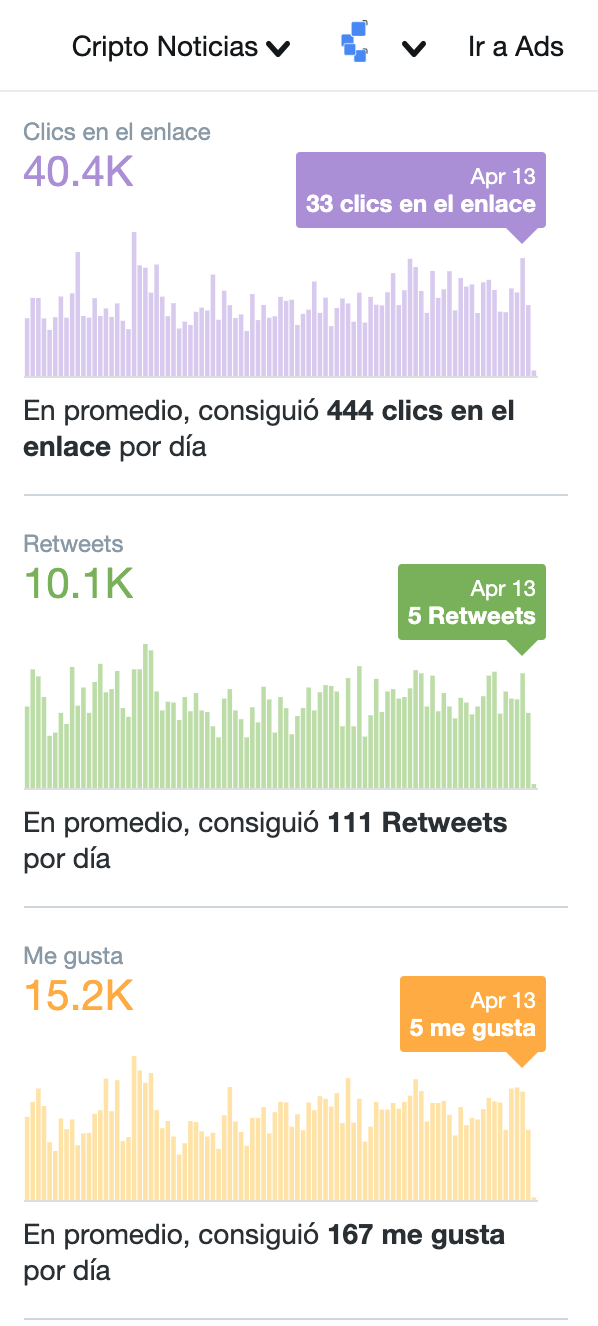 Cripto Noticias
Ir a Ads
Clics en el enlace
40.4K
Apr 13
33 clics en el enlace
En promedio, consiguió 444 clics en el
enlace por día
Retweets
10.1K
Apr 13
5 Retweets
En promedio, consiguió 111 Retweets
por día
Me gusta
15.2K
Apr 13
5 me gusta
En promedio, consiguió 167 me gusta
por día